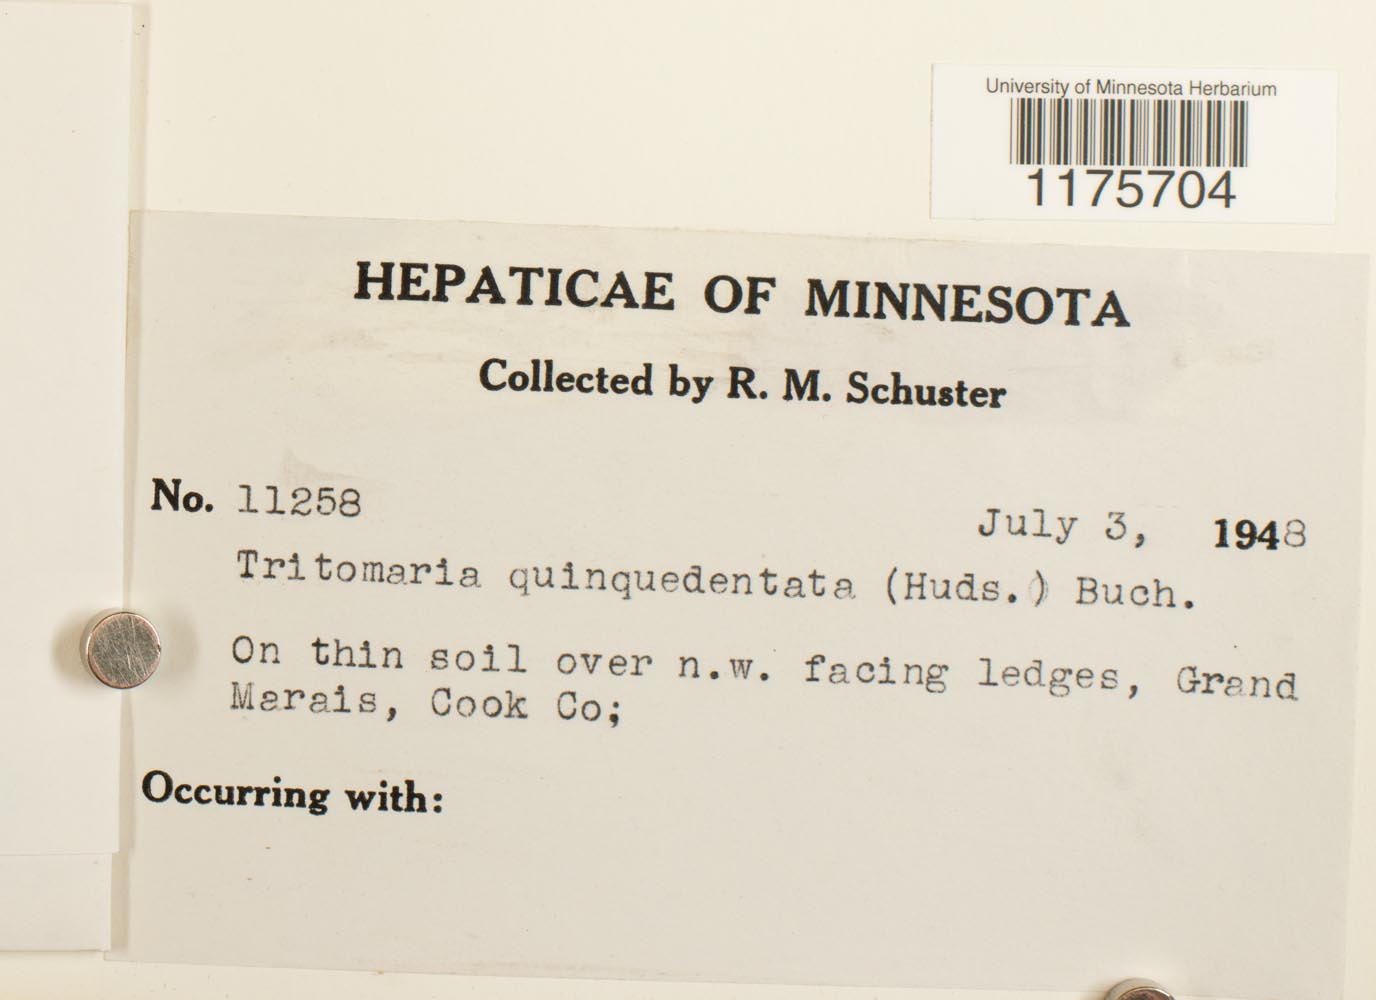 University of Minnesota Herbarium
1175704
HEPATICAE OF MINNESOTA
Collected by R. M. Schuster
No. 11258 July 3, 1948
Tritomaria quinquedentata (Huds.) Buch.
On thin soil over n.w. facing ledges, Grand
Marais, Cook Co;
Occurring with: